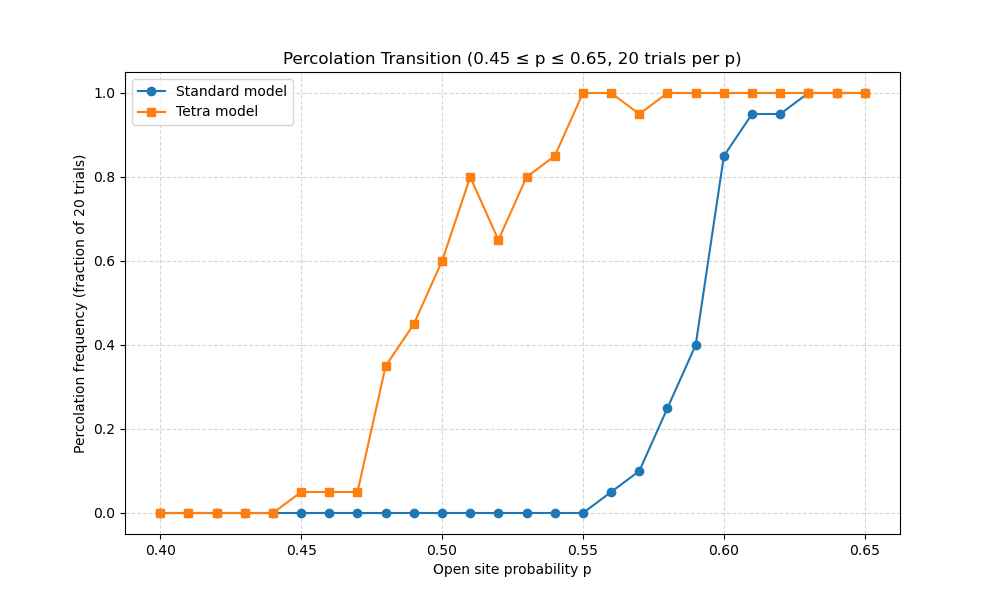 Percolation Transition (0.45 ≤ p ≤ 0.65, 20 trials per p)
Standard model
Tetra model
Percolation frequency (fraction of 20 trials)
1.0
0.8
0.6
0.4
0.2
0.0
0.40 0.45 0.50 0.55 0.60 0.65
Open site probability p